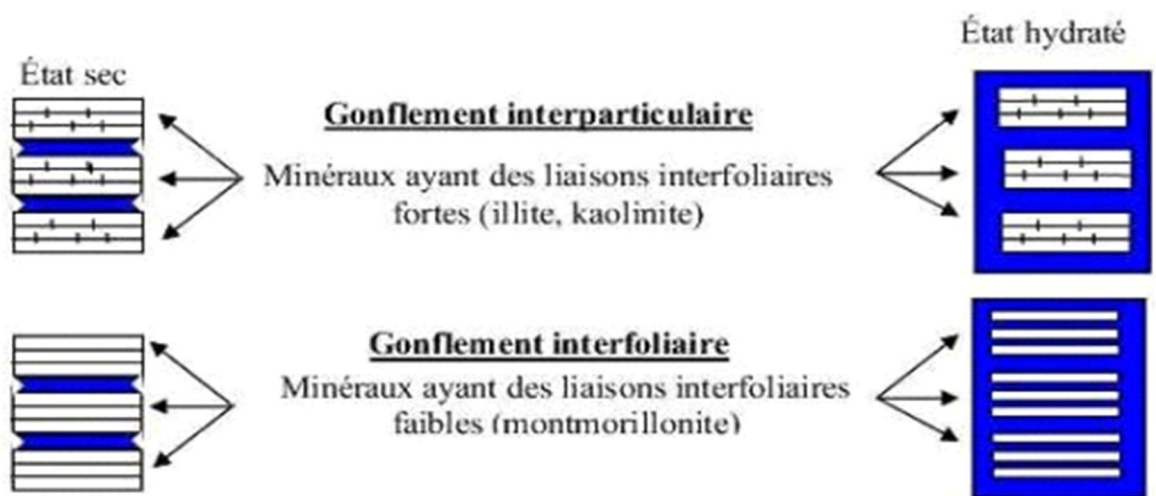 État hydraté
État sec
Gonflement interparticulaire
Minéraux ayant des liaisons interfoliaires
fortes (illite, kaolinite)
Gonflement interfoliaire
Minéraux ayant des liaisons interfoliaires
faibles (montmorillonite)